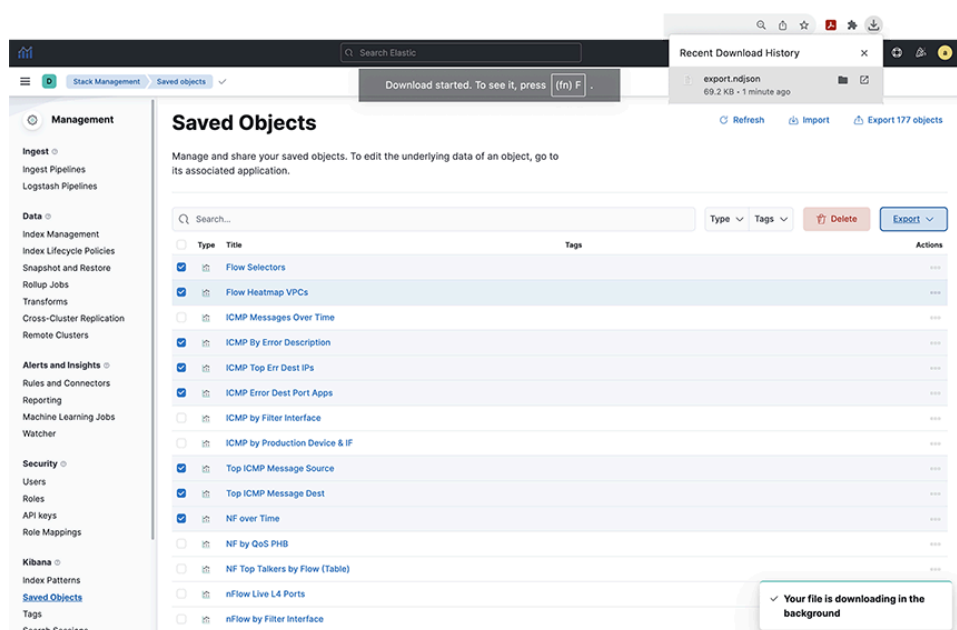 Recent Download History
export.ndjson
69.2 KB • 1 minute ago
Search Elastic
a
D
Stack Management
Saved objects
Download started. To see it, press (fn) F .
Management
Ingest
Ingest Pipelines
Logstash Pipelines
Data
Index Management
Index Lifecycle Policies
Snapshot and Restore
Rollup Jobs
Transforms
Cross-Cluster Replication
Remote Clusters
Alerts and Insights
Rules and Connectors
Reporting
Machine Learning Jobs
Watcher
Security
Users
Roles
API keys
Role Mappings
Kibana
Index Patterns
Saved Objects
Tags
Search Sessions
Saved Objects
Refresh
Import
Export 177 objects
Manage and share your saved objects. To edit the underlying data of an object, go to
its associated application.
Search...
Type
Tags
Delete
Export
Type Title Tags Actions
Flow Selectors
Flow Heatmap VPCs
ICMP Messages Over Time
ICMP By Error Description
ICMP Top Err Dest IPs
ICMP Error Dest Port Apps
ICMP by Filter Interface
ICMP by Production Device & IF
Top ICMP Message Source
Top ICMP Message Dest
NF over Time
NF by QoS PHB
NF Top Talkers by Flow (Table)
nFlow Live L4 Ports
nFlow by Filter Interface
Your file is downloading in the
background